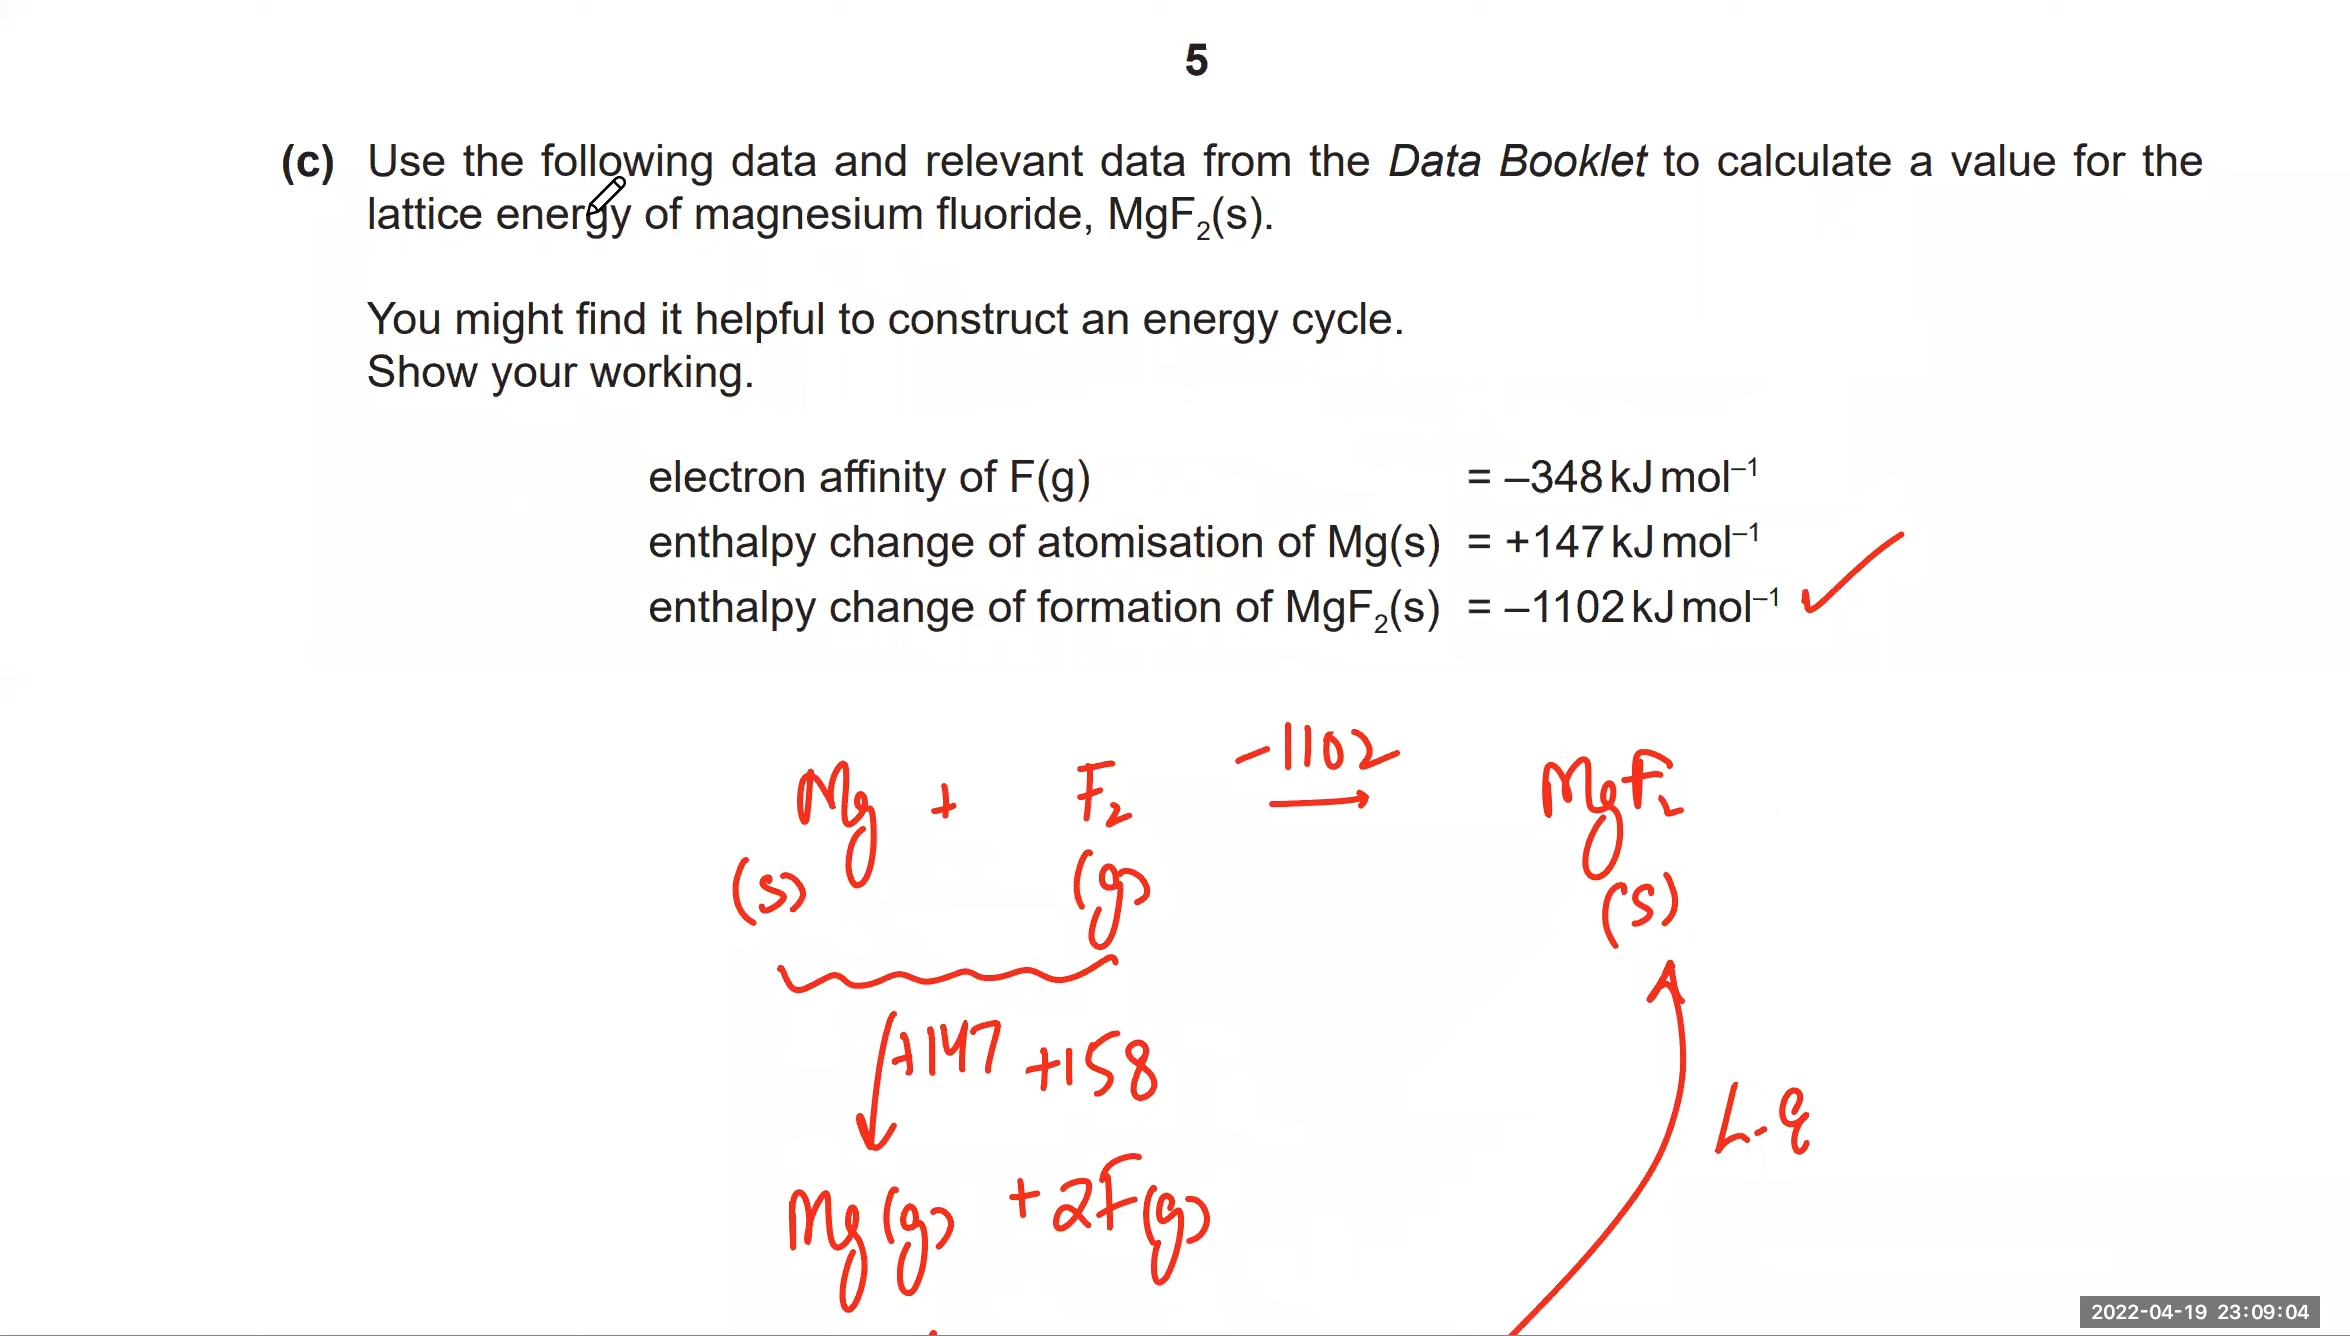 5
(c) Use the following data and relevant data from the Data Booklet to calculate a value for the
lattice energy of magnesium fluoride, MgF₂(s).
You might find it helpful to construct an energy cycle.
Show your working.
electron affinity of F(g) = –348 kJ mol⁻¹
enthalpy change of atomisation of Mg(s) = +147 kJ mol⁻¹
enthalpy change of formation of MgF₂(s) = –1102 kJ mol⁻¹
-1102
Mg + F₂ → MgF₂
(s) (g) (s)
+147 +158
L.E
Mg(g) + 2F(g)
2022-04-19 23:09:04